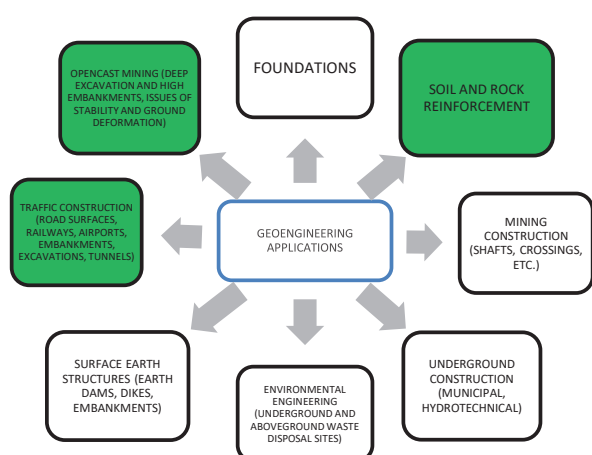 FOUNDATIONS
OPENCAST MINING (DEEP
EXCAVATION AND HIGH
EMBANKMENTS, ISSUES OF
STABILITY AND GROUND
DEFORMATION)
SOIL AND ROCK
REINFORCEMENT
TRAFFIC CONSTRUCTION
(ROAD SURFACES,
RAILWAYS, AIRPORTS,
EMBANKMENTS,
EXCAVATIONS, TUNNELS)
GEOENGINEERING
APPLICATIONS
MINING
CONSTRUCTION
(SHAFTS, CROSSINGS,
ETC.)
SURFACE EARTH
STRUCTURES (EARTH
DAMS, DIKES,
EMBANKMENTS)
ENVIRONMENTAL
ENGINEERING
(UNDERGROUND AND
ABOVEGROUND WASTE
DISPOSAL SITES)
UNDERGROUND
CONSTRUCTION
(MUNICIPAL,
HYDROTECHNICAL)